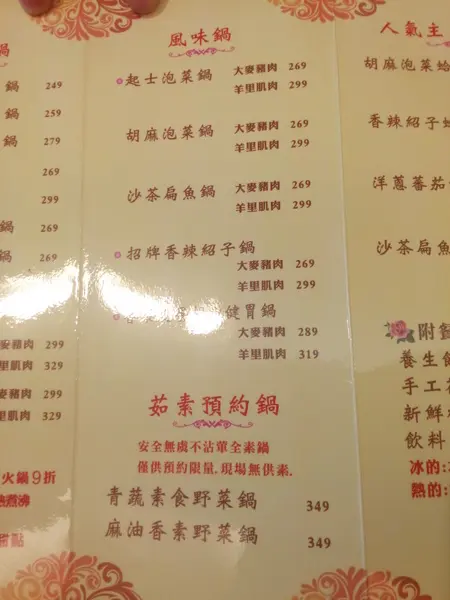 鍋
鍋 249
鍋 259
鍋 279
269
299
鍋 269
鍋 269
麥豬肉 299
里肌肉 329
麥豬肉 299
里肌肉 329
火鍋9折
煮沸
甜點
風味鍋
起士泡菜鍋 大麥豬肉 269
羊里肌肉 299
胡麻泡菜鍋 大麥豬肉 269
羊里肌肉 299
沙茶扁魚鍋 大麥豬肉 269
羊里肌肉 299
招牌香辣紹子鍋
大麥豬肉 269
羊里肌肉 299
健胃鍋
大麥豬肉 289
羊里肌肉 319
茹素預約鍋
安全無虞不沾葷全素鍋
僅供預約限量,現場無供素.
青蔬素食野菜鍋 349
麻油香素野菜鍋 349
人氣主
胡麻泡菜蛤
香辣紹子
洋蔥蕃茄
沙茶扁魚
附餐
養生
手工
新鮮
飲料
冰的:
熱的: